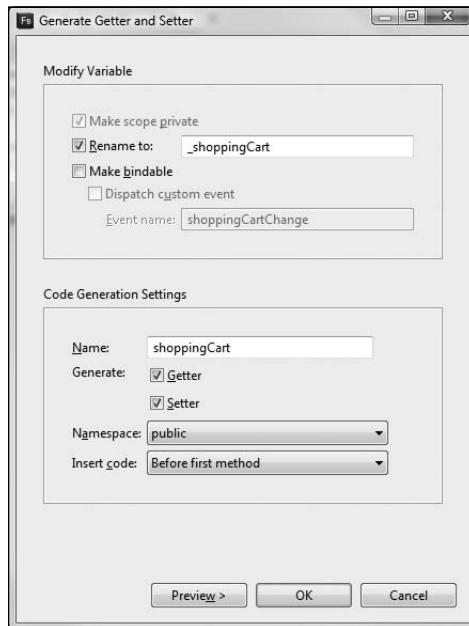 Fb Generate Getter and Setter
Modify Variable
Make scope private
Rename to: _shoppingCart
Make bindable
Dispatch custom event
Event name: shoppingCartChange
Code Generation Settings
Name: shoppingCart
Generate: Getter
Setter
Namespace: public
Insert code: Before first method
Preview > OK Cancel